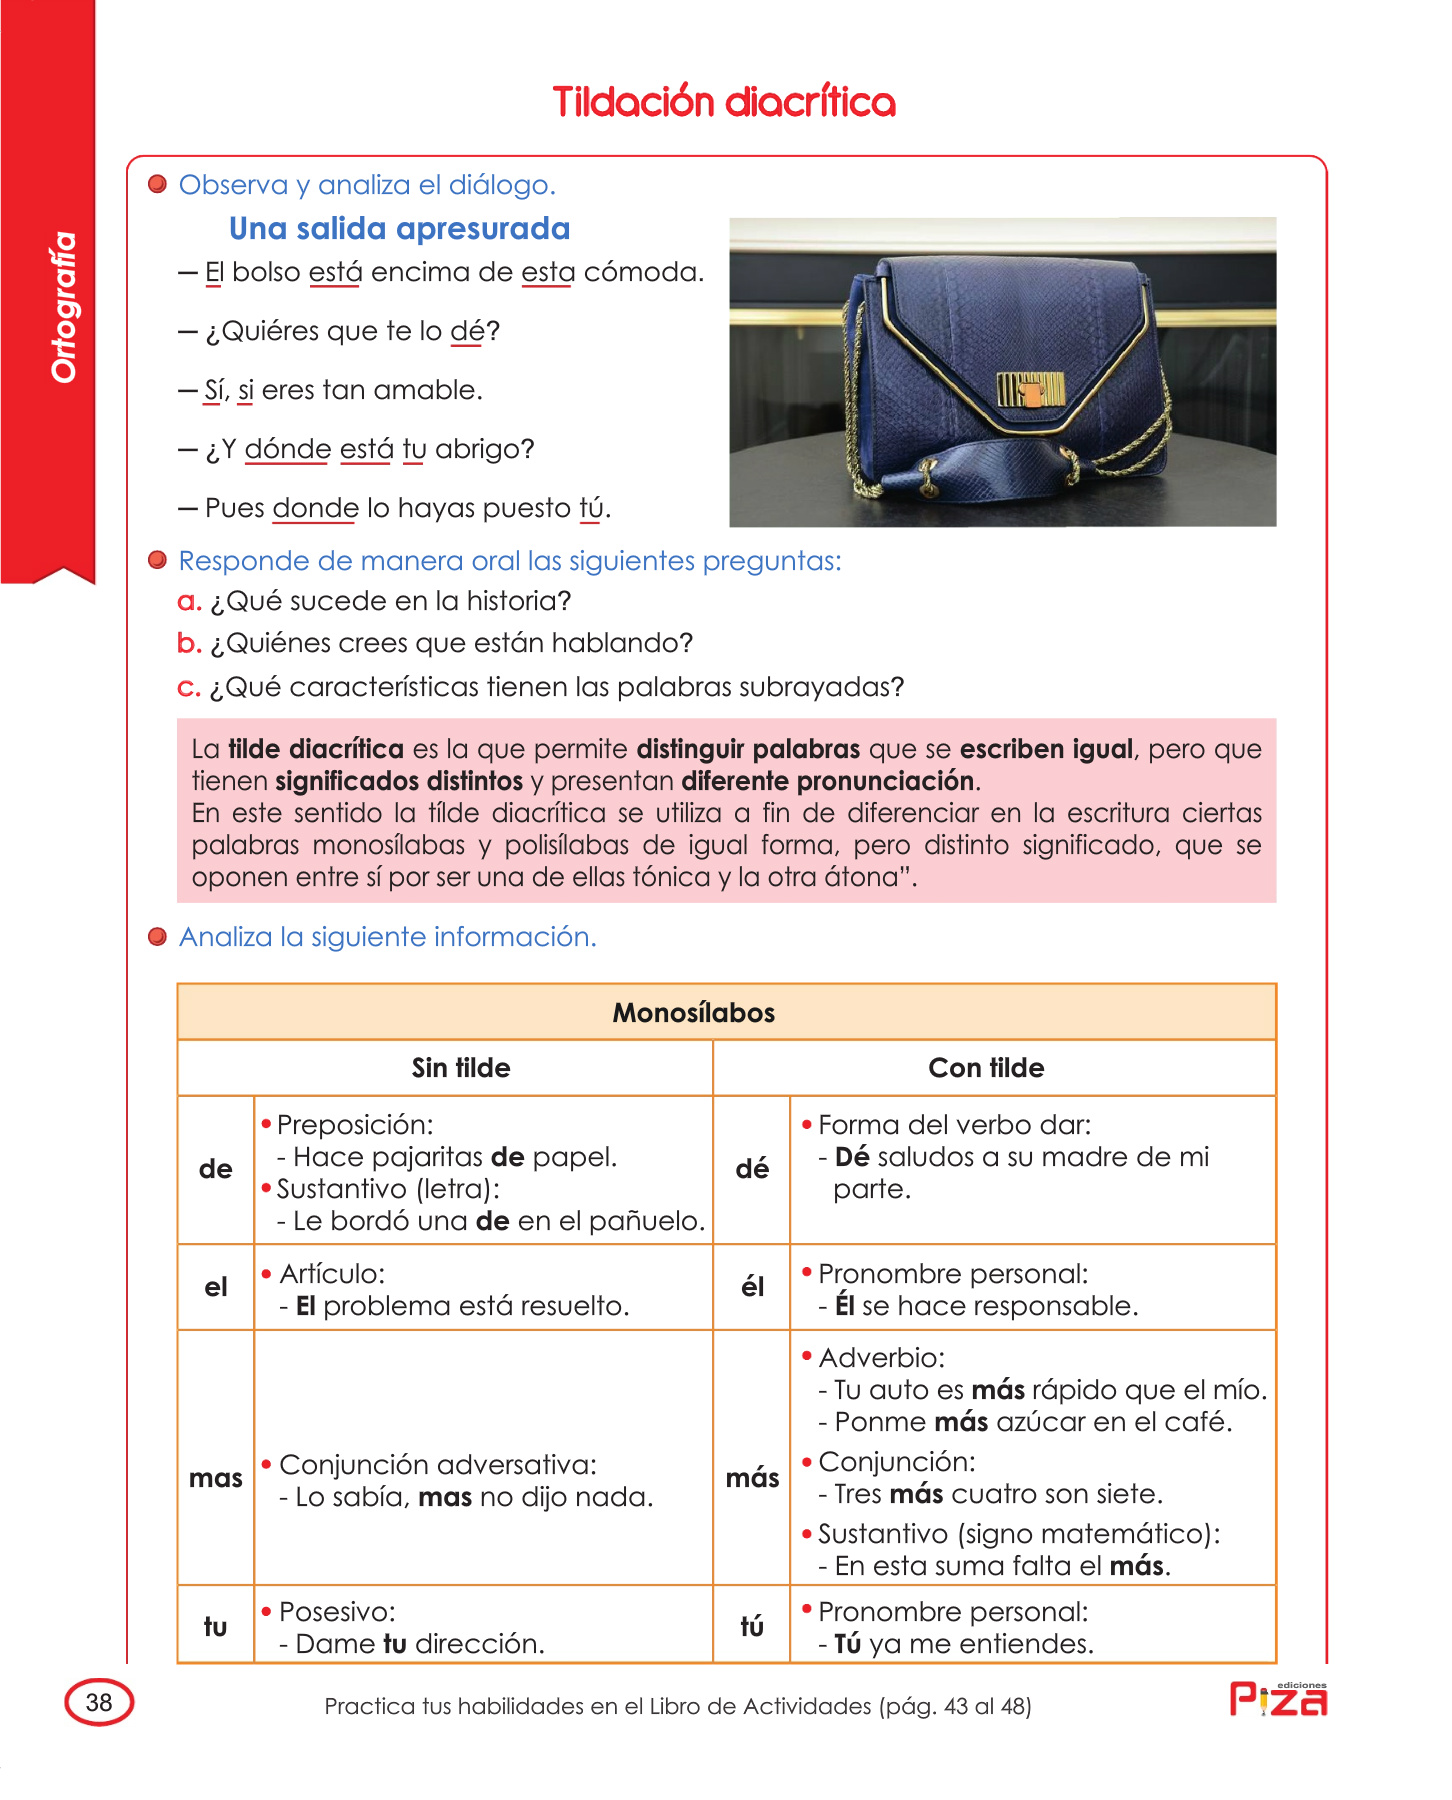 Ortografía
Tildación diacrítica
Observa y analiza el diálogo.
Una salida apresurada
— El bolso está encima de esta cómoda.
— ¿Quiéres que te lo dé?
— Sí, si eres tan amable.
— ¿Y dónde está tu abrigo?
— Pues donde lo hayas puesto tú.
Responde de manera oral las siguientes preguntas:
a. ¿Qué sucede en la historia?
b. ¿Quiénes crees que están hablando?
c. ¿Qué características tienen las palabras subrayadas?
La tilde diacrítica es la que permite distinguir palabras que se escriben igual, pero que
tienen significados distintos y presentan diferente pronunciación.
En este sentido la tílde diacrítica se utiliza a fin de diferenciar en la escritura ciertas
palabras monosílabas y polisílabas de igual forma, pero distinto significado, que se
oponen entre sí por ser una de ellas tónica y la otra átona”.
Analiza la siguiente información.
Monosílabos
Sin tilde
Con tilde
de
• Preposición:
- Hace pajaritas de papel.
• Sustantivo (letra):
- Le bordó una de en el pañuelo.
dé
• Forma del verbo dar:
- Dé saludos a su madre de mi
parte.
el
• Artículo:
- El problema está resuelto.
él
• Pronombre personal:
- Él se hace responsable.
mas
• Conjunción adversativa:
- Lo sabía, mas no dijo nada.
más
• Adverbio:
- Tu auto es más rápido que el mío.
- Ponme más azúcar en el café.
• Conjunción:
- Tres más cuatro son siete.
• Sustantivo (signo matemático):
- En esta suma falta el más.
tu
• Posesivo:
- Dame tu dirección.
tú
• Pronombre personal:
- Tú ya me entiendes.
38
Practica tus habilidades en el Libro de Actividades (pág. 43 al 48)
ediciones
Piza